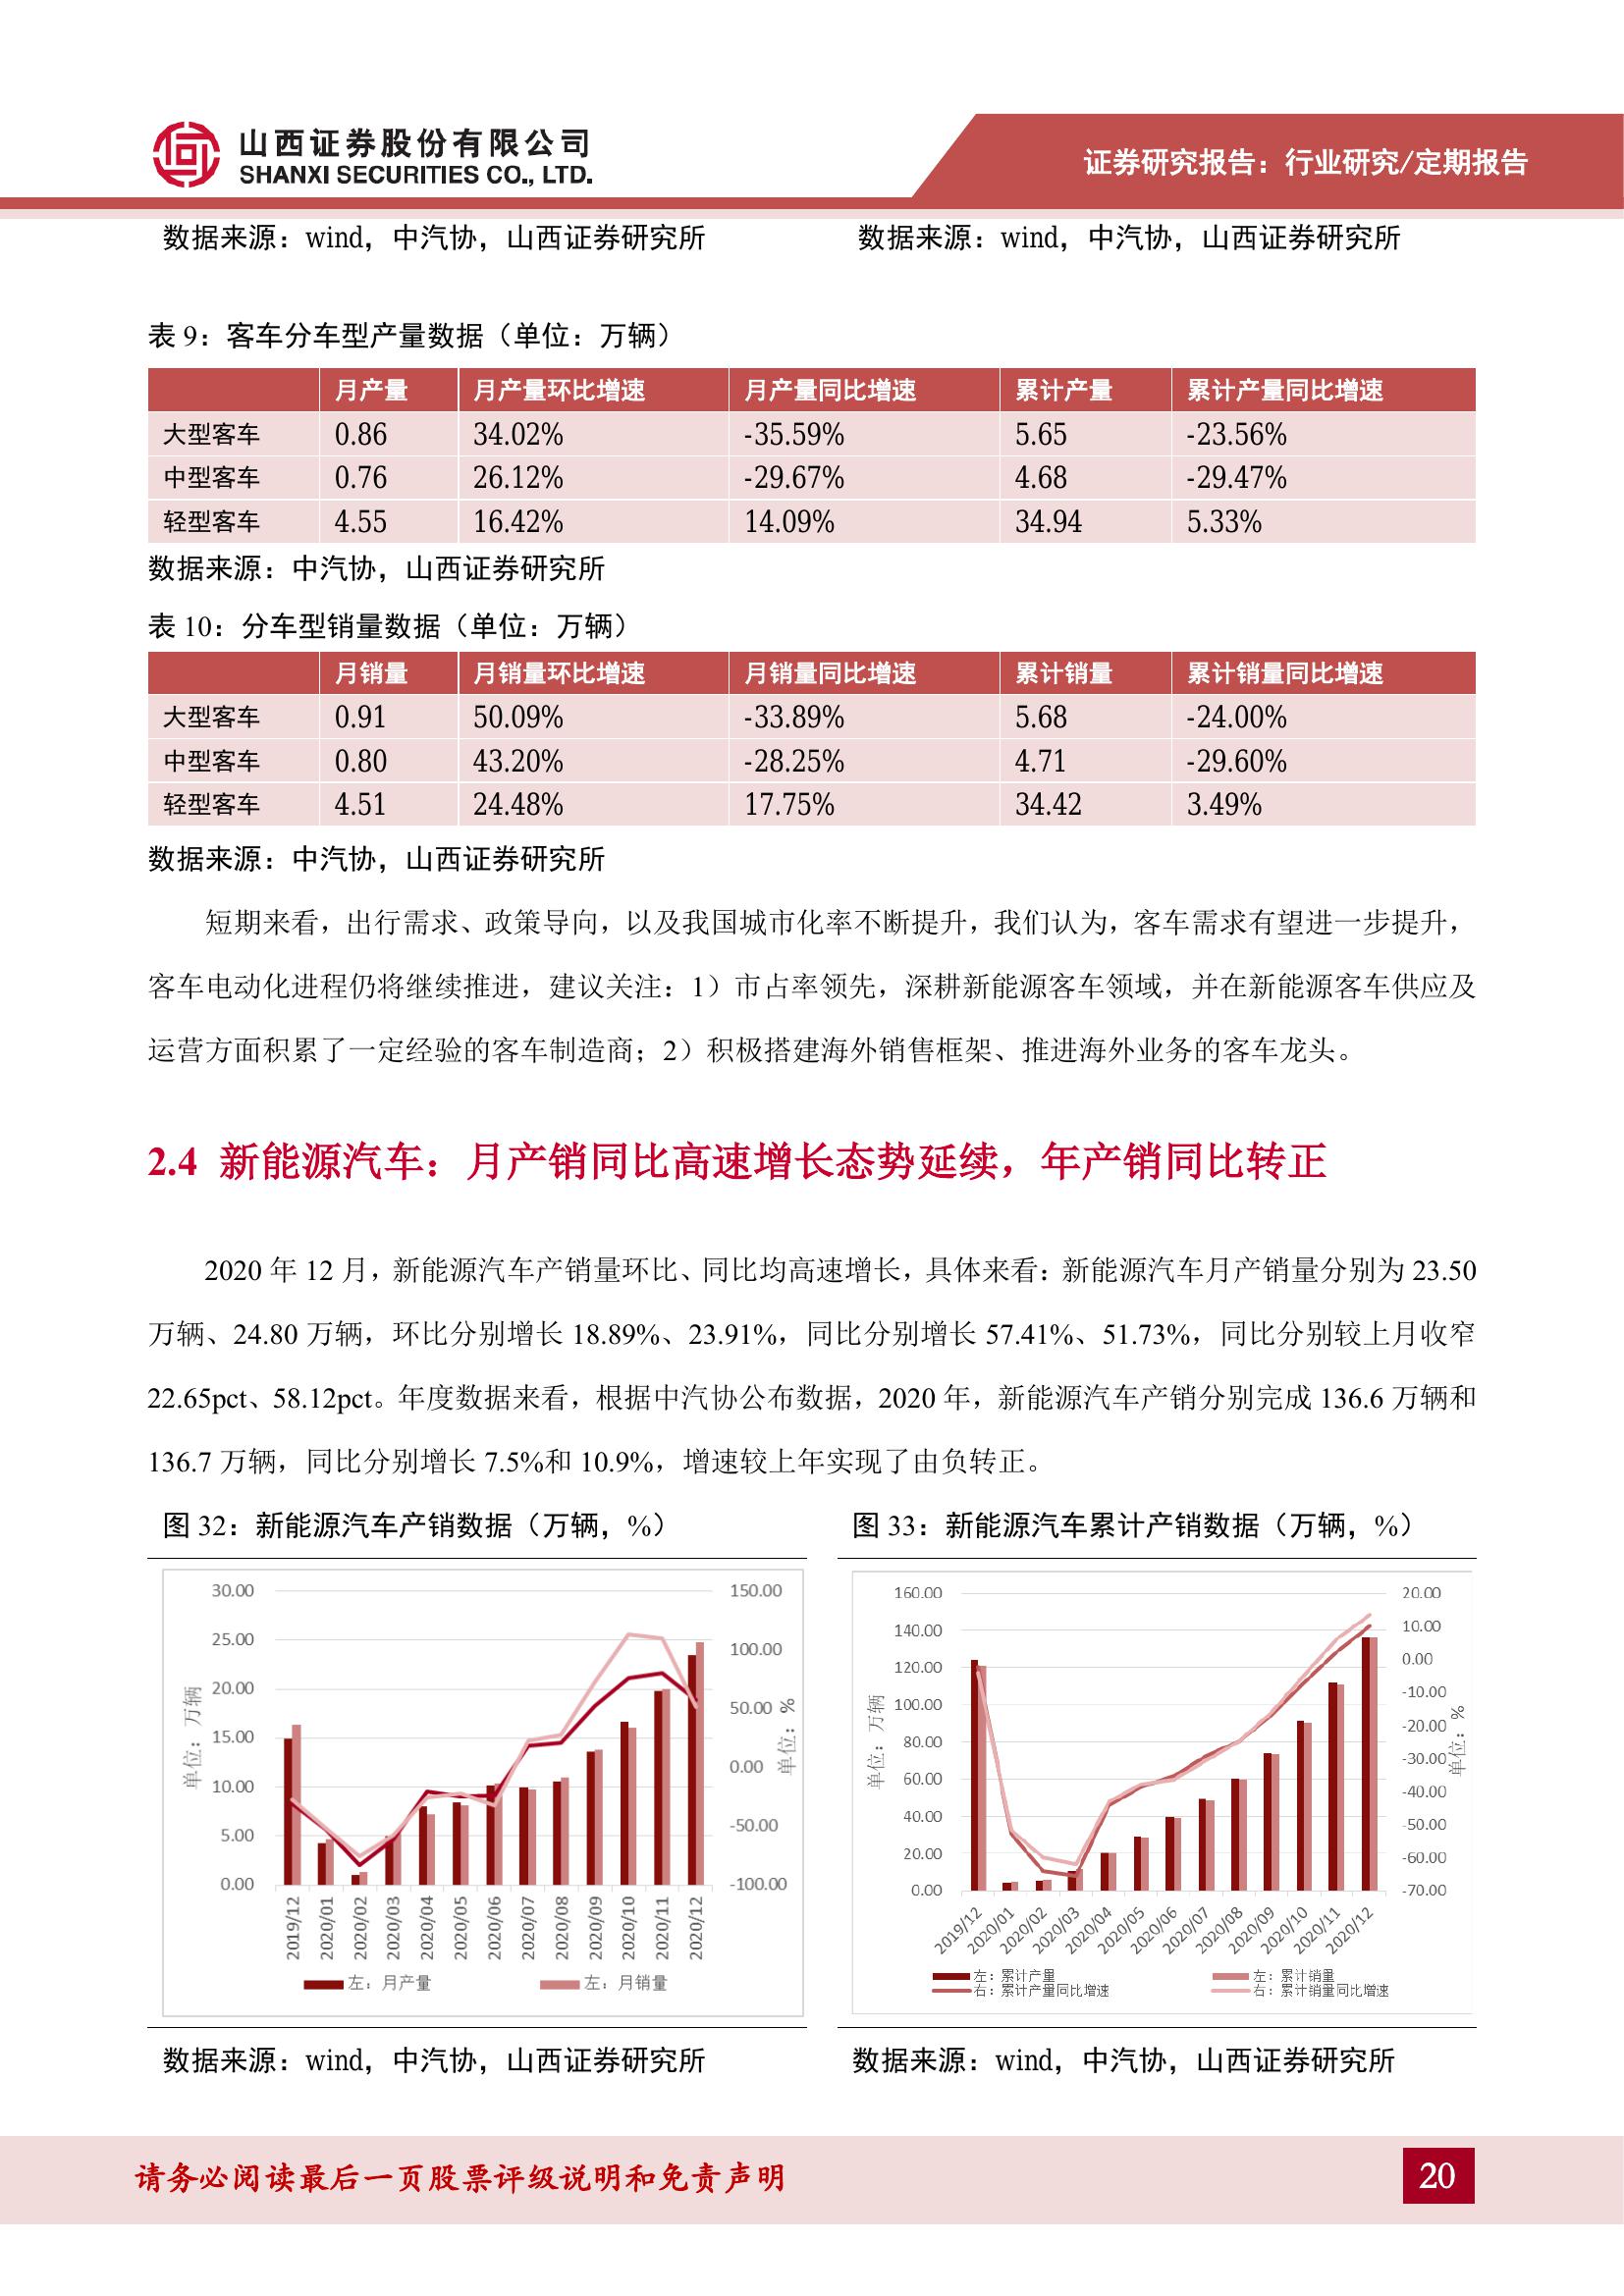 山西证券股份有限公司
SHANXI SECURITIES CO., LTD.
证券研究报告：行业研究/定期报告
数据来源：wind，中汽协，山西证券研究所
数据来源：wind，中汽协，山西证券研究所
表 9：客车分车型产量数据（单位：万辆）
月产量 月产量环比增速 月产量同比增速 累计产量 累计产量同比增速
大型客车 0.86 34.02% -35.59% 5.65 -23.56%
中型客车 0.76 26.12% -29.67% 4.68 -29.47%
轻型客车 4.55 16.42% 14.09% 34.94 5.33%
数据来源：中汽协，山西证券研究所
表 10：分车型销量数据（单位：万辆）
月销量 月销量环比增速 月销量同比增速 累计销量 累计销量同比增速
大型客车 0.91 50.09% -33.89% 5.68 -24.00%
中型客车 0.80 43.20% -28.25% 4.71 -29.60%
轻型客车 4.51 24.48% 17.75% 34.42 3.49%
数据来源：中汽协，山西证券研究所
短期来看，出行需求、政策导向，以及我国城市化率不断提升，我们认为，客车需求有望进一步提升，
客车电动化进程仍将继续推进，建议关注：1）市占率领先，深耕新能源客车领域，并在新能源客车供应及
运营方面积累了一定经验的客车制造商；2）积极搭建海外销售框架、推进海外业务的客车龙头。
2.4 新能源汽车：月产销同比高速增长态势延续，年产销同比转正
2020 年 12 月，新能源汽车产销量环比、同比均高速增长，具体来看：新能源汽车月产销量分别为 23.50
万辆、24.80 万辆，环比分别增长 18.89%、23.91%，同比分别增长 57.41%、51.73%，同比分别较上月收窄
22.65pct、58.12pct。年度数据来看，根据中汽协公布数据，2020 年，新能源汽车产销分别完成 136.6 万辆和
136.7 万辆，同比分别增长 7.5%和 10.9%，增速较上年实现了由负转正。
图 32：新能源汽车产销数据（万辆，%）
30.00
25.00
20.00
15.00
10.00
5.00
0.00
单位：万辆
150.00
100.00
50.00
0.00
-50.00
-100.00
单位：%
2019/12 2020/01 2020/02 2020/03 2020/04 2020/05 2020/06 2020/07 2020/08 2020/09 2020/10 2020/11 2020/12
左：月产量 左：月销量
数据来源：wind，中汽协，山西证券研究所
图 33：新能源汽车累计产销数据（万辆，%）
160.00
140.00
120.00
100.00
80.00
60.00
40.00
20.00
0.00
单位：万辆
20.00
10.00
0.00
-10.00
-20.00
-30.00
-40.00
-50.00
-60.00
-70.00
单位：%
2019/12 2020/01 2020/02 2020/03 2020/04 2020/05 2020/06 2020/07 2020/08 2020/09 2020/10 2020/11 2020/12
左：累计产量 左：累计销量
右：累计产量同比增速 右：累计销量同比增速
数据来源：wind，中汽协，山西证券研究所
请务必阅读最后一页股票评级说明和免责声明
20